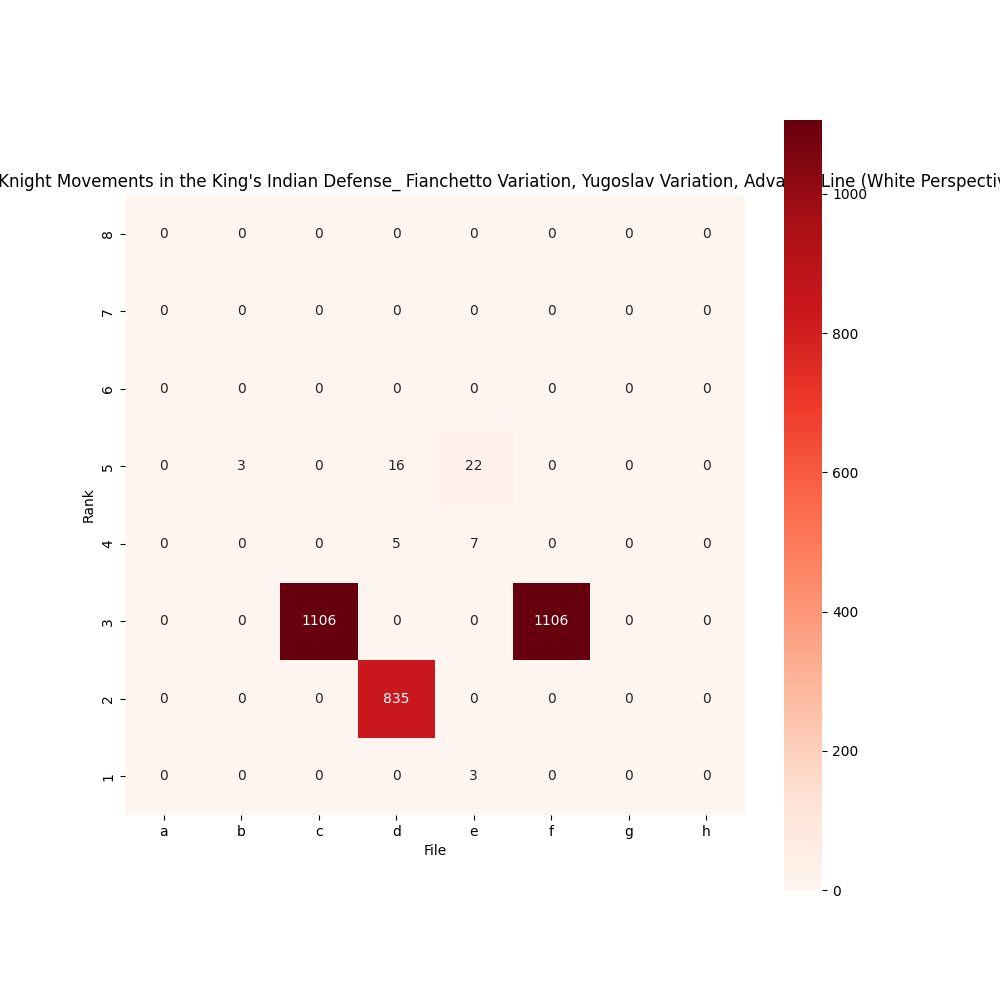 Knight Movements in the King's Indian Defense_ Fianchetto Variation, Yugoslav Variation, Line (White
1000
8 0 0 0 0 0 0 0 0
7 0 0 0 0 0 0 0 0
800
6 0 0 0 0 0 0 0 0
5 0 3 0 16 22 0 0 0
600
Rank
4 0 0 0 5 7 0 0 0
400
3 0 0 1106 0 0 1106 0 0
2 0 0 0 835 0 0 0 0
200
1 0 0 0 0 3 0 0 0
a b c d e f g h
File
0